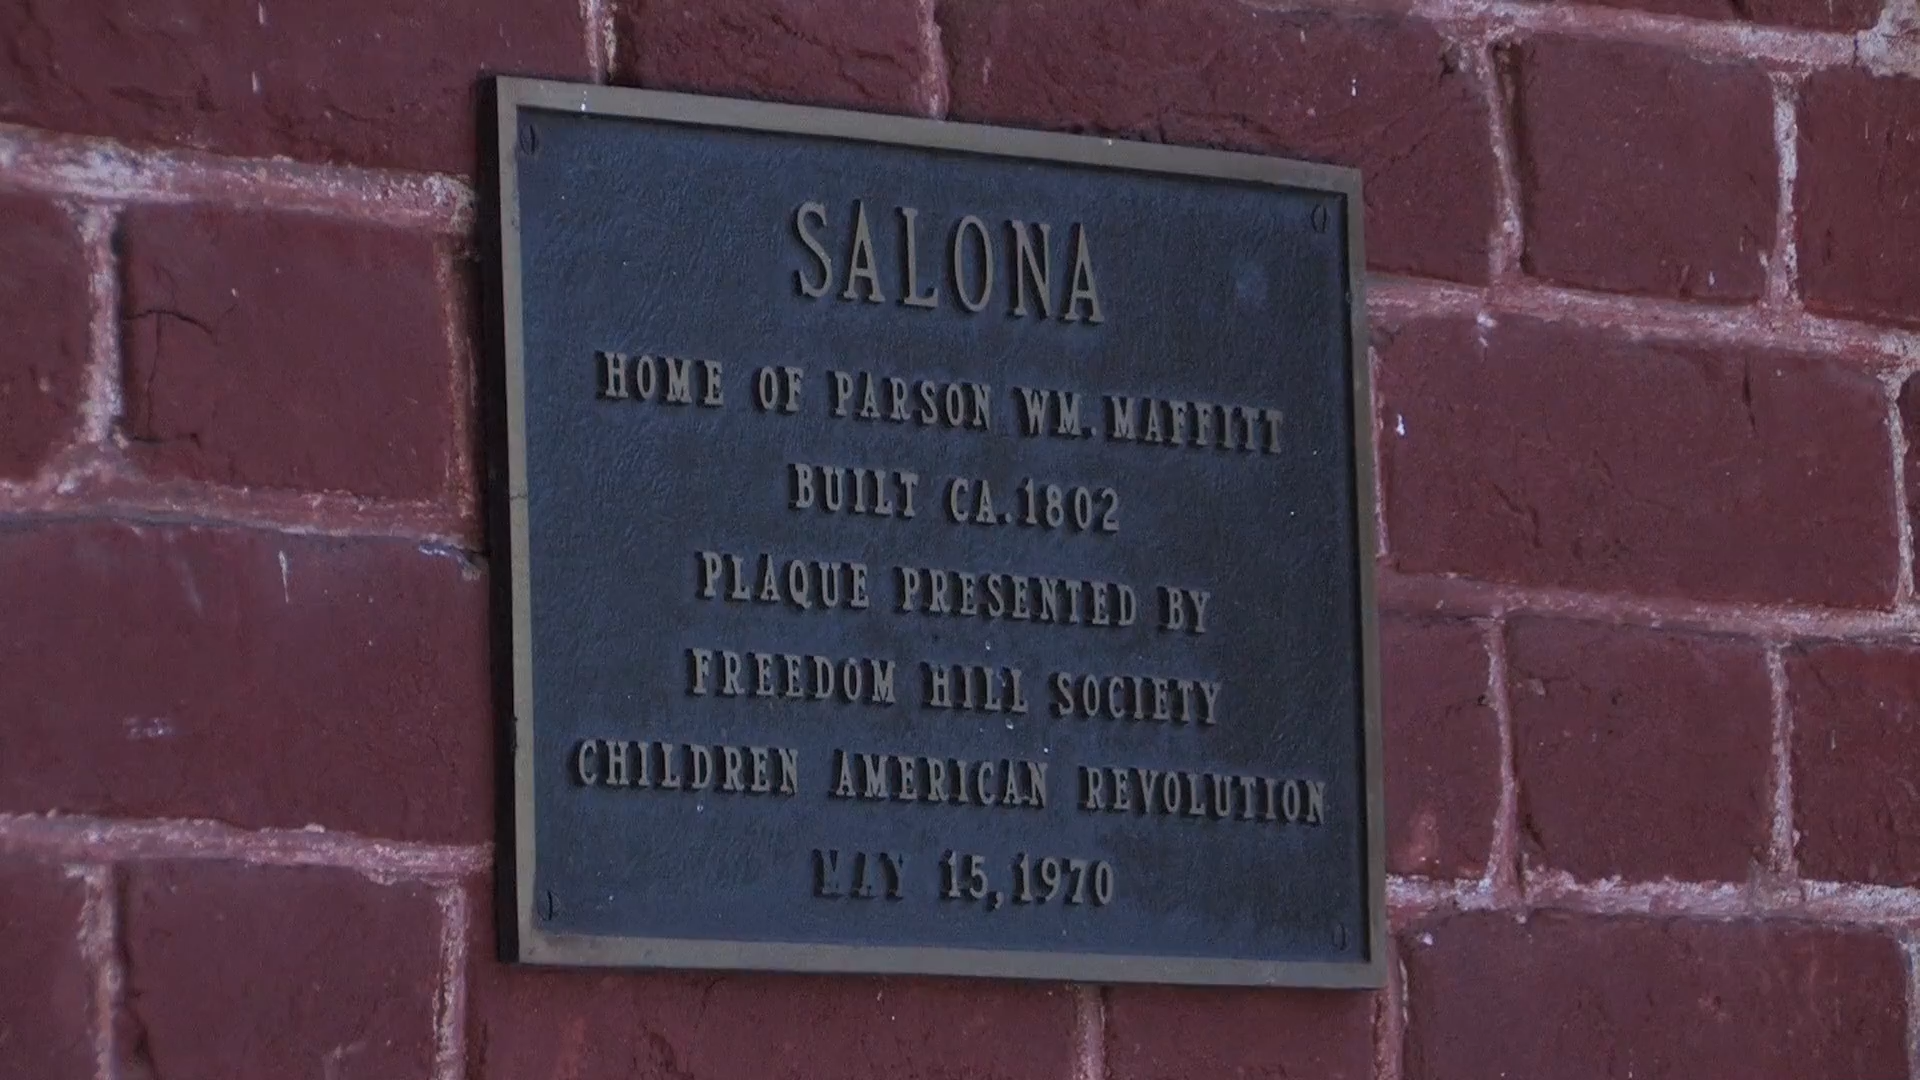 SALONA
HOME OF PARSON WM. MAFFITT
BUILT CA. 1802
PLAQUE PRESENTED BY
FREEDOM HILL SOCIETY
CHILDREN AMERICAN REVOLUTION
MAY 15, 1970